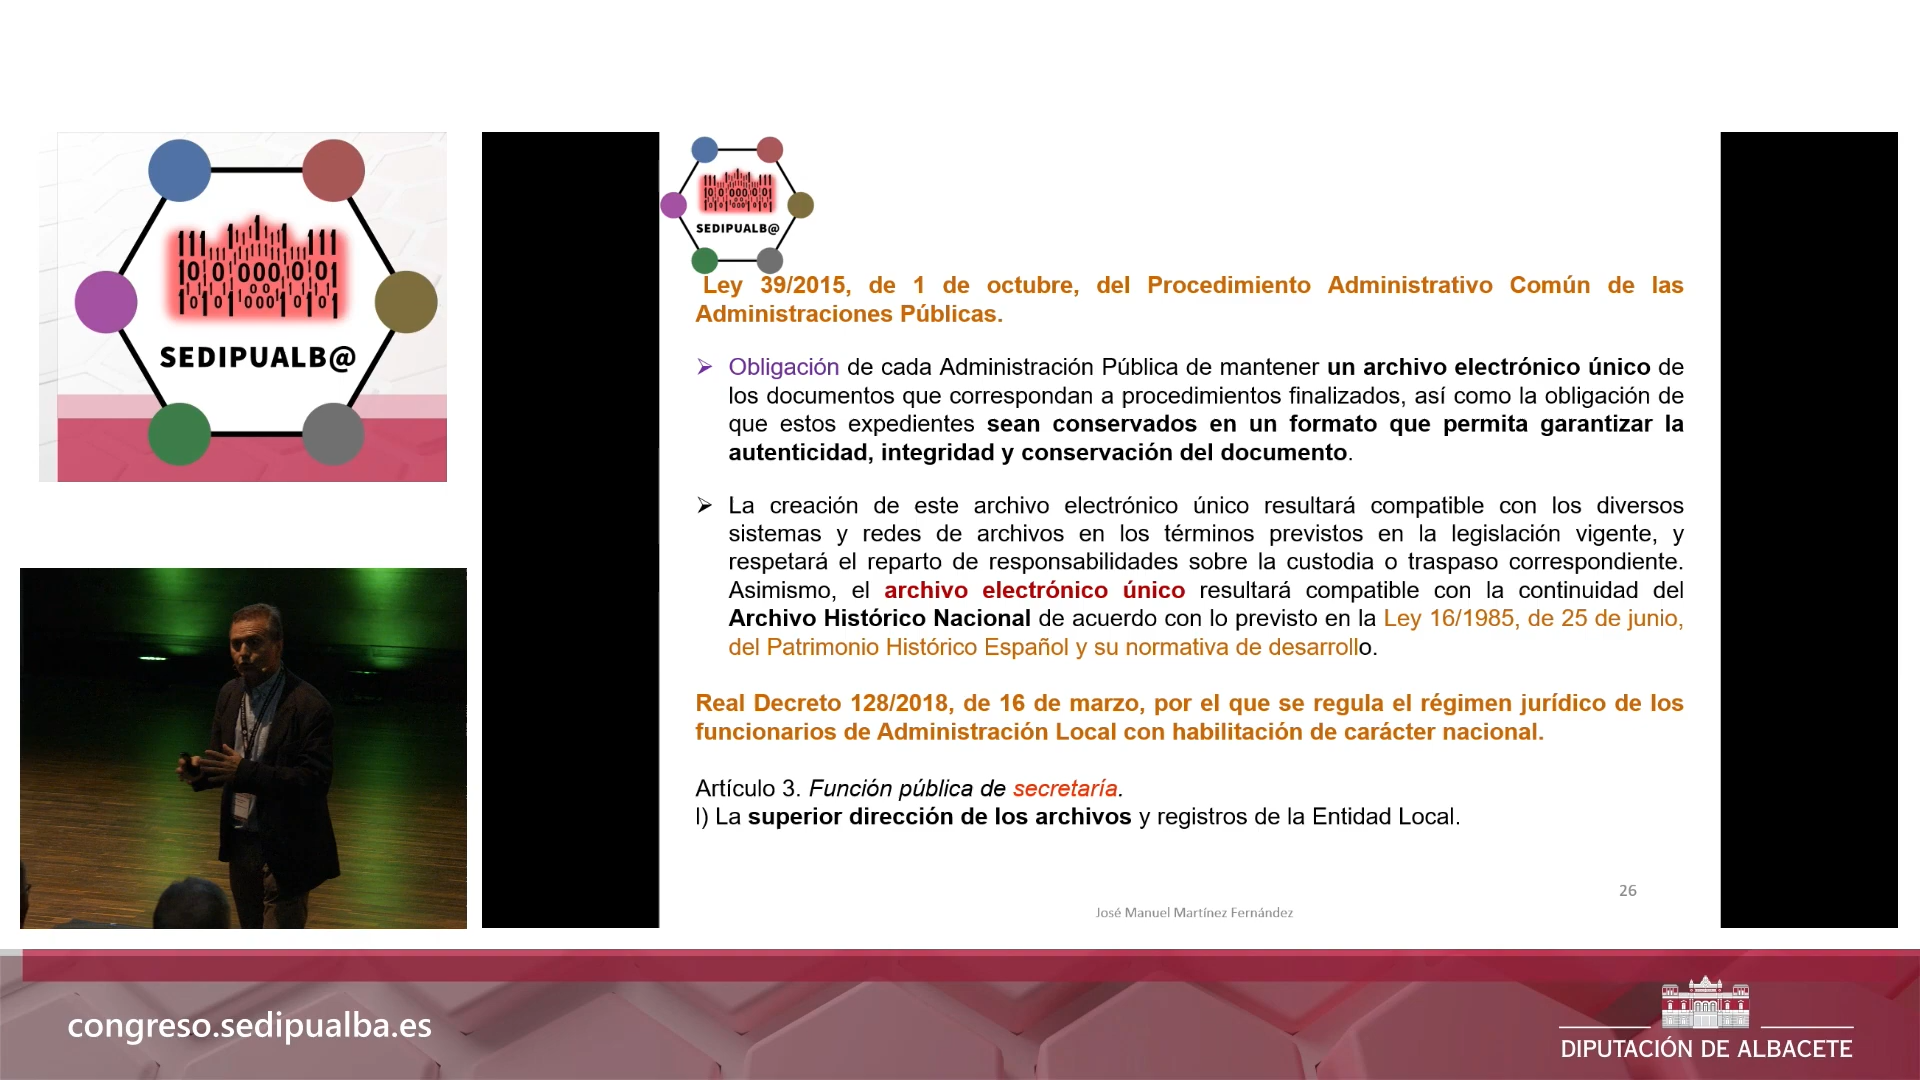 SEDIPUALB@
SEDIPUALB@
Ley 39/2015, de 1 de octubre, del Procedimiento Administrativo Común de las
Administraciones Públicas.
Obligación de cada Administración Pública de mantener un archivo electrónico único de
los documentos que correspondan a procedimientos finalizados, así como la obligación de
que estos expedientes sean conservados en un formato que permita garantizar la
autenticidad, integridad y conservación del documento.
La creación de este archivo electrónico único resultará compatible con los diversos
sistemas y redes de archivos en los términos previstos en la legislación vigente, y
respetará el reparto de responsabilidades sobre la custodia o traspaso correspondiente.
Asimismo, el archivo electrónico único resultará compatible con la continuidad del
Archivo Histórico Nacional de acuerdo con lo previsto en la Ley 16/1985, de 25 de junio,
del Patrimonio Histórico Español y su normativa de desarrollo.
Real Decreto 128/2018, de 16 de marzo, por el que se regula el régimen jurídico de los
funcionarios de Administración Local con habilitación de carácter nacional.
Artículo 3. Función pública de secretaría.
l) La superior dirección de los archivos y registros de la Entidad Local.
26
José Manuel Martínez Fernández
congreso.sedipualba.es
DIPUTACIÓN DE ALBACETE